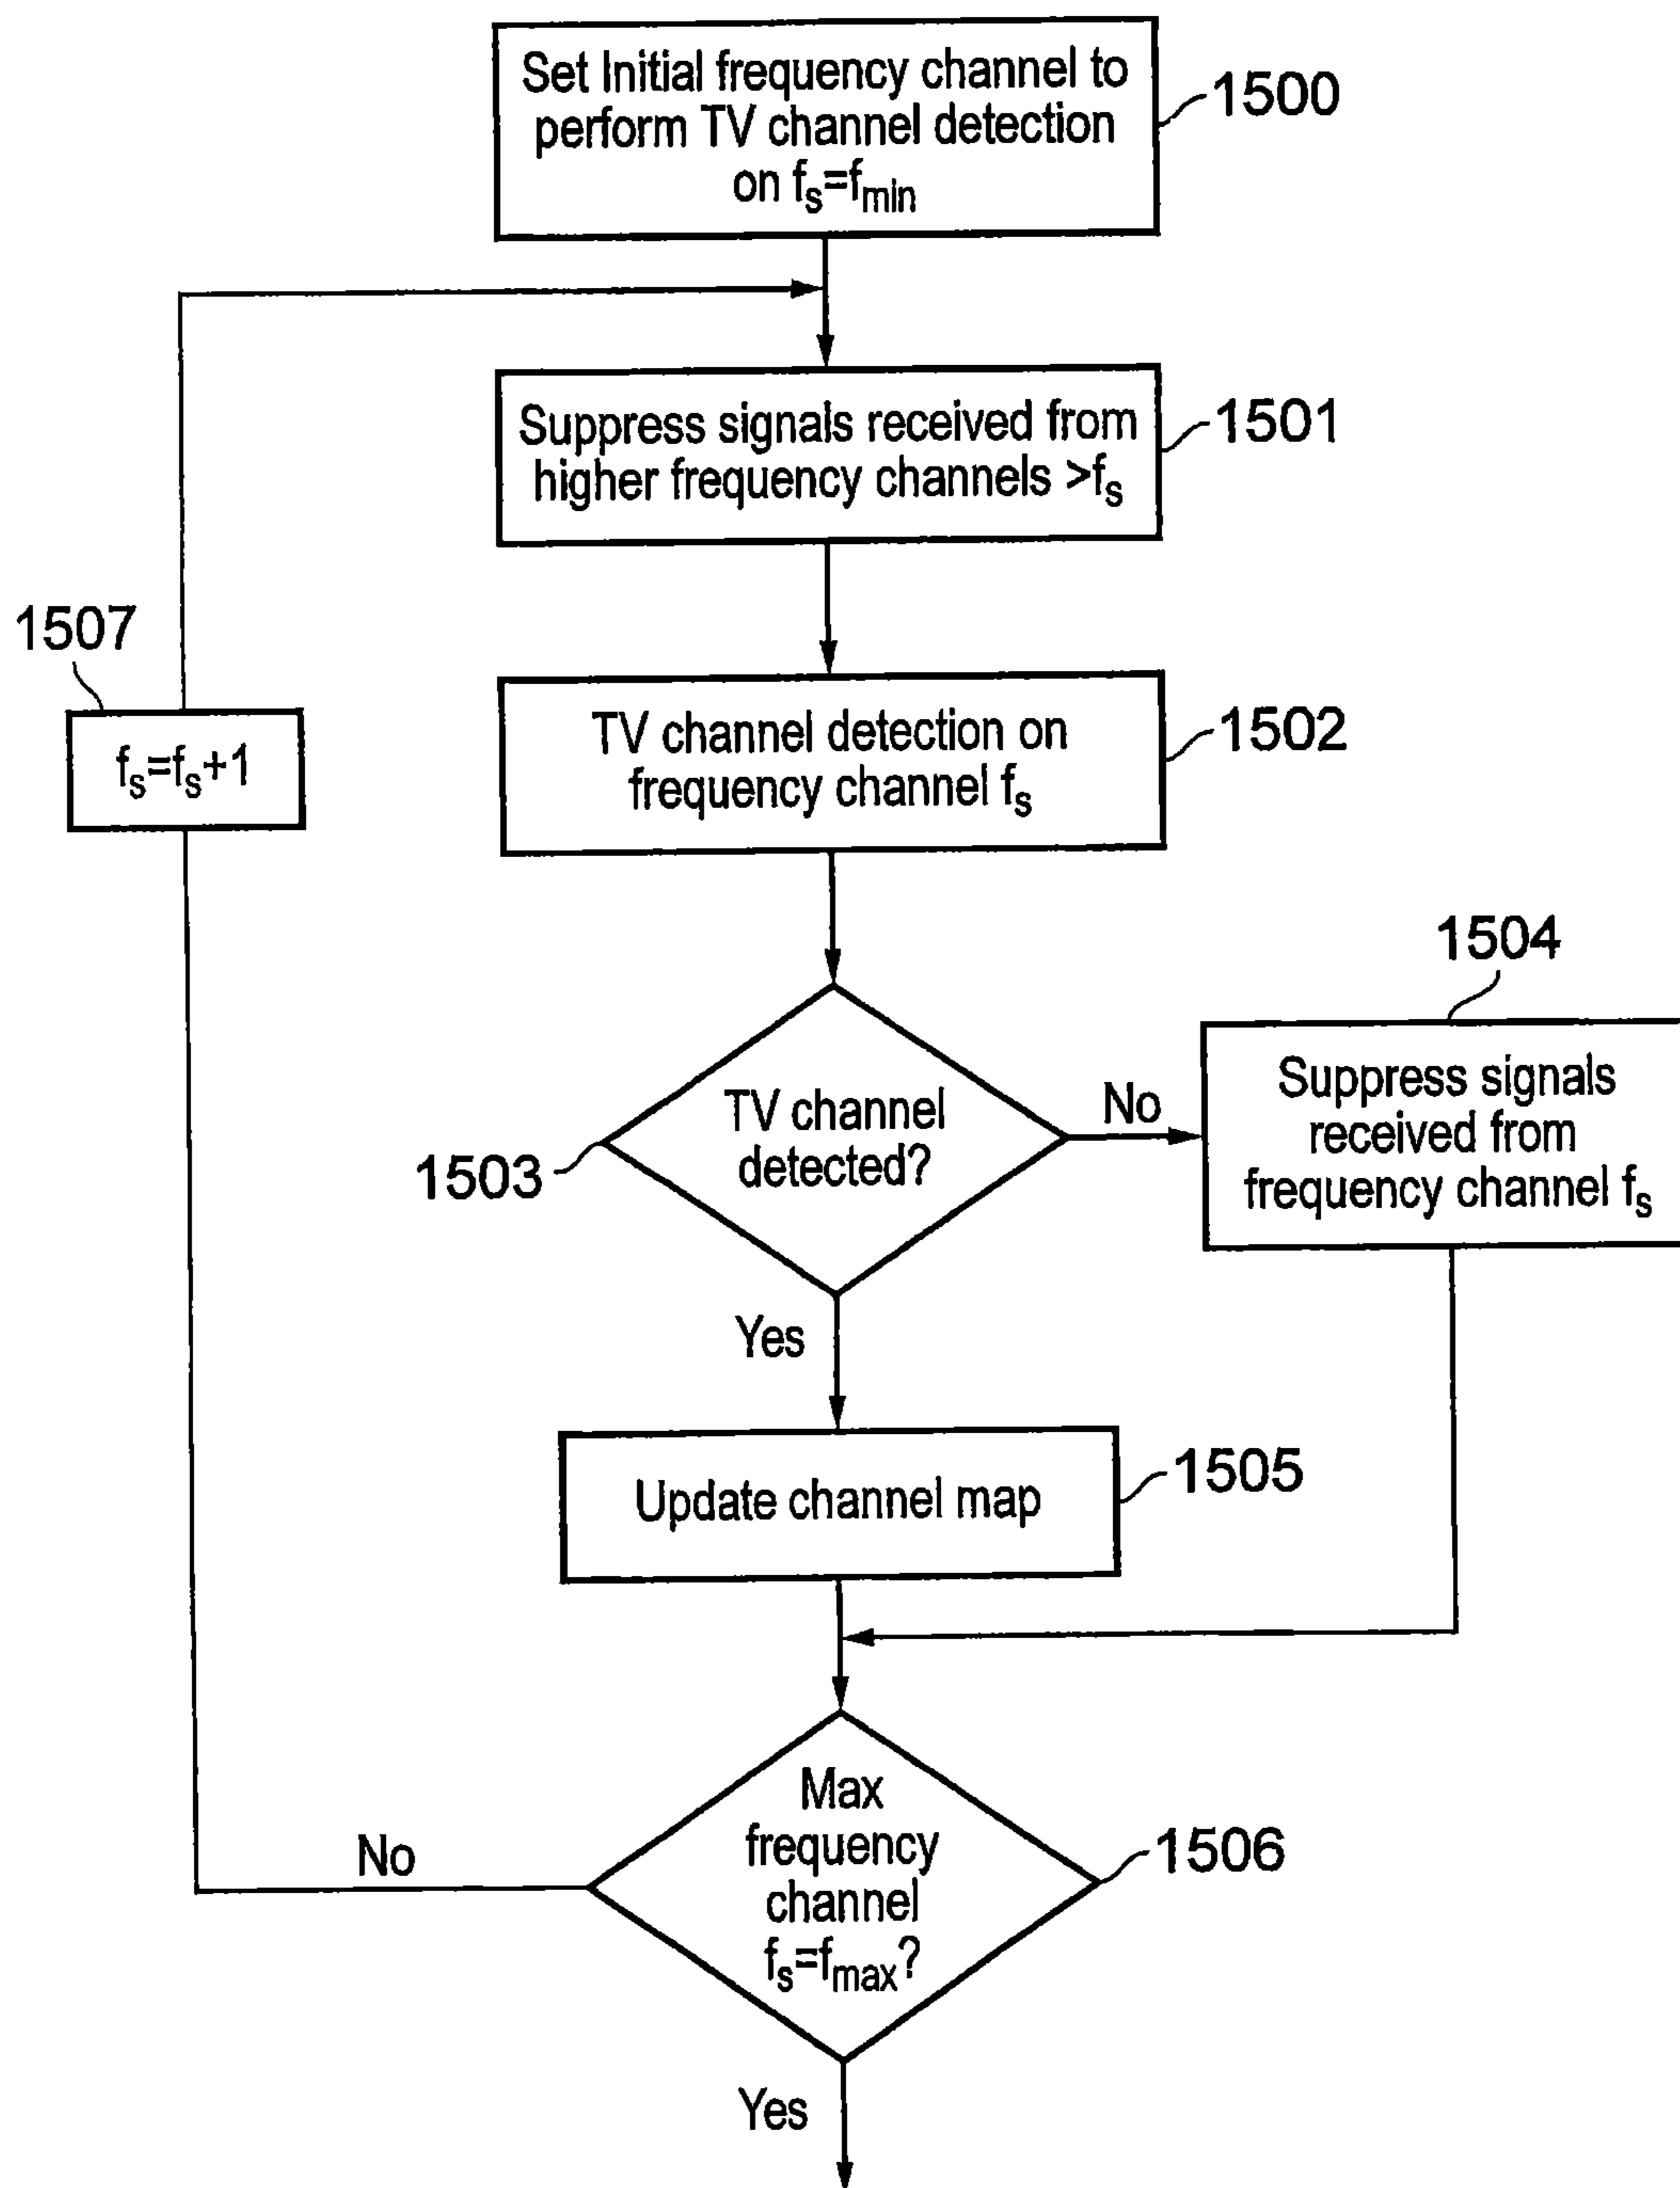 Set Initial frequency channel to
perform TV channel detection
on fₛ=f_min
1500
Suppress signals received from
higher frequency channels >fₛ
1501
1507
fₛ=fₛ+1
TV channel detection on
frequency channel fₛ
1502
1504
Suppress signals
received from
frequency channel fₛ
No
TV channel
detected?
1503
Yes
Update channel map
1505
Max
frequency
channel
fₛ=f_max?
1506
No
Yes